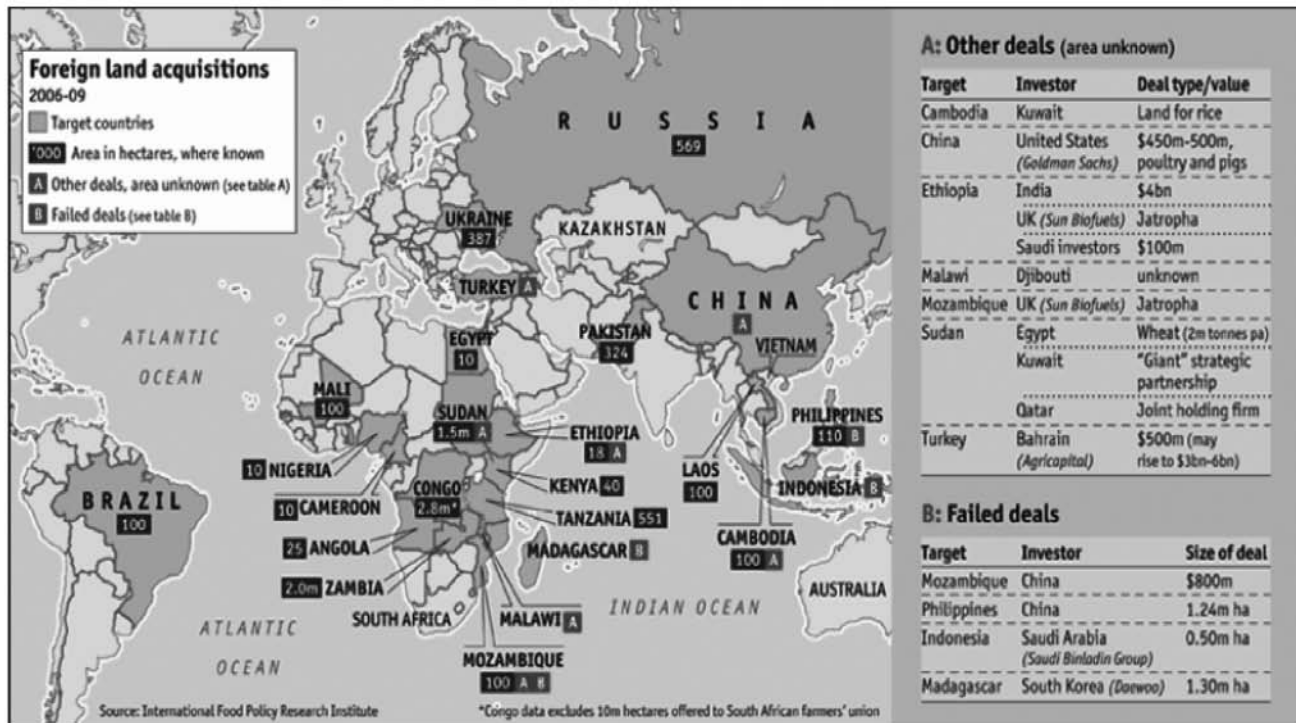 Foreign land acquisitions
2006-09
Target countries
'000 Area in hectares, where known
A Other deals, area unknown (see table A)
B Failed deals (see table B)
RUSSIA
569
UKRAINE
387
KAZAKHSTAN
TURKEY A
CHINA
A
ATLANTIC
OCEAN
EGYPT
10
PAKISTAN
324
VIETNAM
MALI
100
SUDAN
1.5m A
ETHIOPIA
18 A
PHILIPPINES
110 B
10 NIGERIA
LAOS
100
BRAZIL
100
10 CAMEROON
CONGO
2.8m*
KENYA 40
INDONESIA B
TANZANIA 551
25 ANGOLA
MADAGASCAR B
CAMBODIA
100 A
2.0m ZAMBIA
AUSTRALIA
SOUTH AFRICA
MALAWI A
INDIAN OCEAN
ATLANTIC
OCEAN
MOZAMBIQUE
100 A B
Source: International Food Policy Research Institute
*Congo data excludes 10m hectares offered to South African farmers' union
A: Other deals (area unknown)
Target Investor Deal type/value
Cambodia Kuwait Land for rice
China United States $450m-500m,
(Goldman Sachs) poultry and pigs
Ethiopia India $4bn
UK (Sun Biofuels) Jatropha
Saudi investors $100m
Malawi Djibouti unknown
Mozambique UK (Sun Biofuels) Jatropha
Sudan Egypt Wheat (2m tonnes pa)
Kuwait "Giant" strategic
partnership
Qatar Joint holding firm
Turkey Bahrain $500m (may
(Agricapital) rise to $3bn-6bn)
B: Failed deals
Target Investor Size of deal
Mozambique China $800m
Philippines China 1.24m ha
Indonesia Saudi Arabia 0.50m ha
(Saudi Binladin Group)
Madagascar South Korea (Daewoo) 1.30m ha